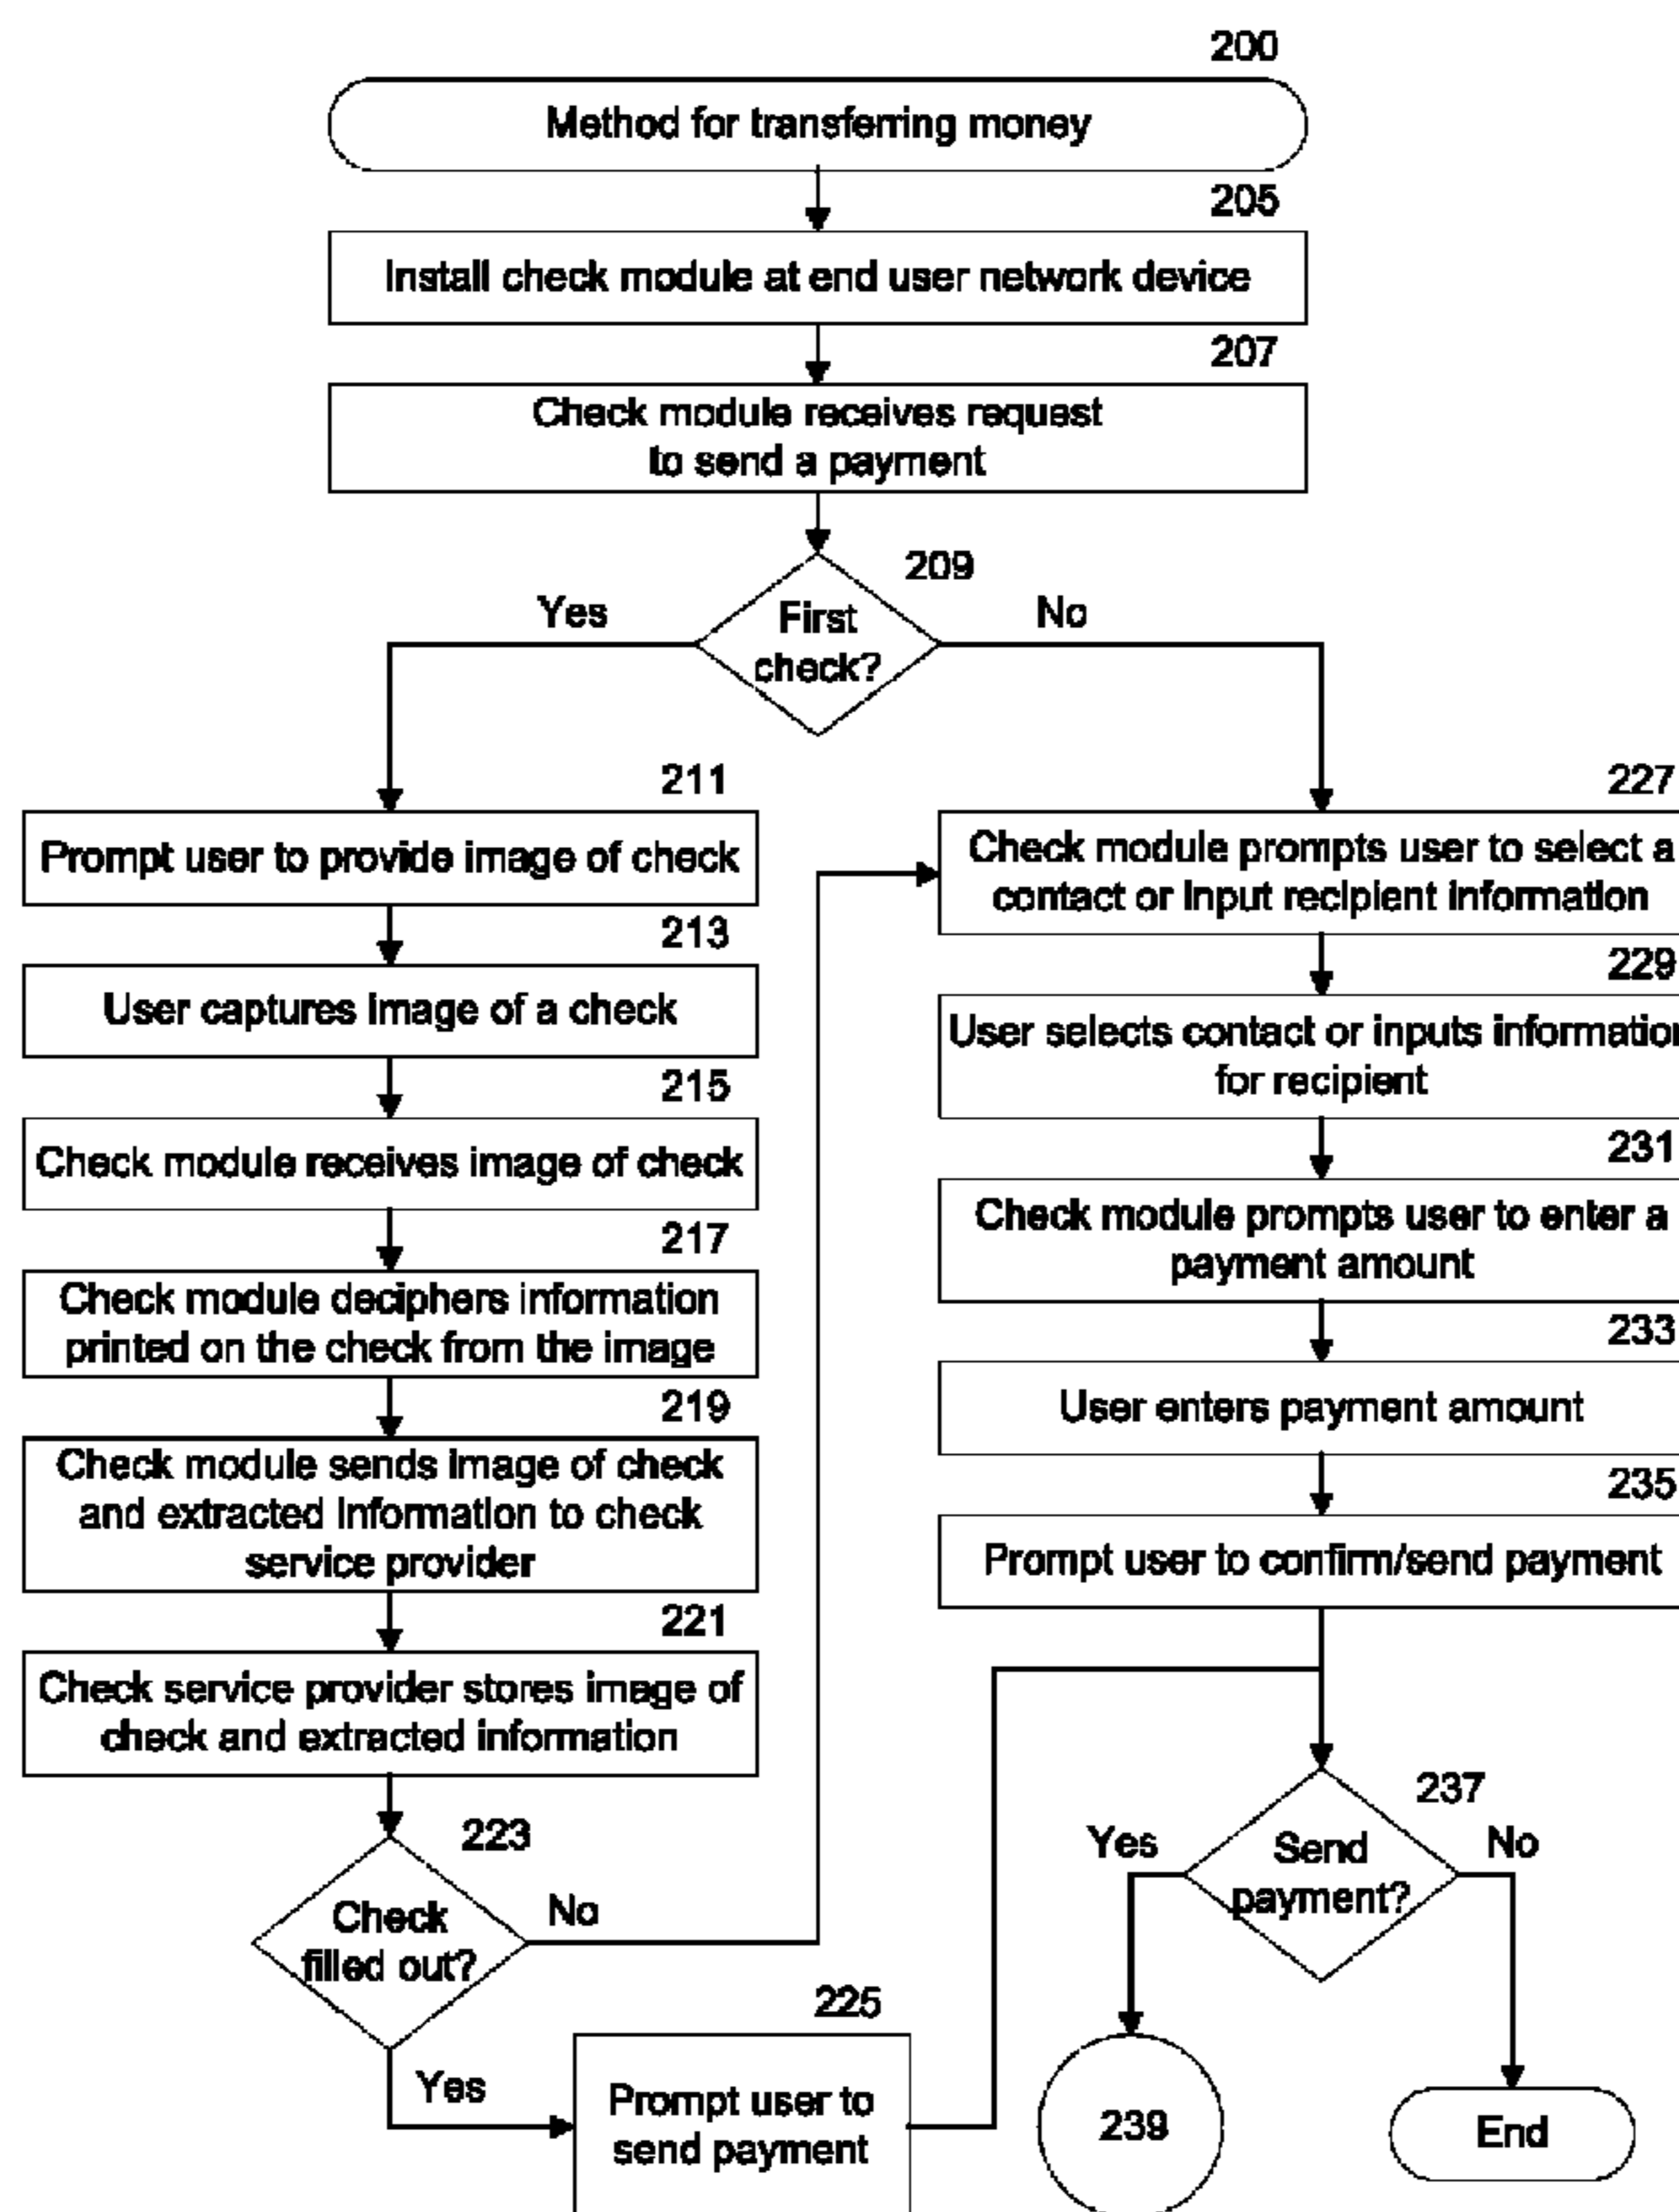 200
Method for transferring money
205
Install check module at end user network device
207
Check module receives request
to send a payment
209
First
check?
Yes
No
211
Prompt user to provide image of check
213
User captures image of a check
215
Check module receives image of check
217
Check module deciphers information
printed on the check from the image
219
Check module sends image of check
and extracted information to check
service provider
221
Check service provider stores image of
check and extracted information
223
Check
filled out?
No
Yes
225
Prompt user to
send payment
227
Check module prompts user to select a
contact or input recipient information
229
User selects contact or inputs information
for recipient
231
Check module prompts user to enter a
payment amount
233
User enters payment amount
235
Prompt user to confirm/send payment
237
Send
payment?
Yes
No
239
End